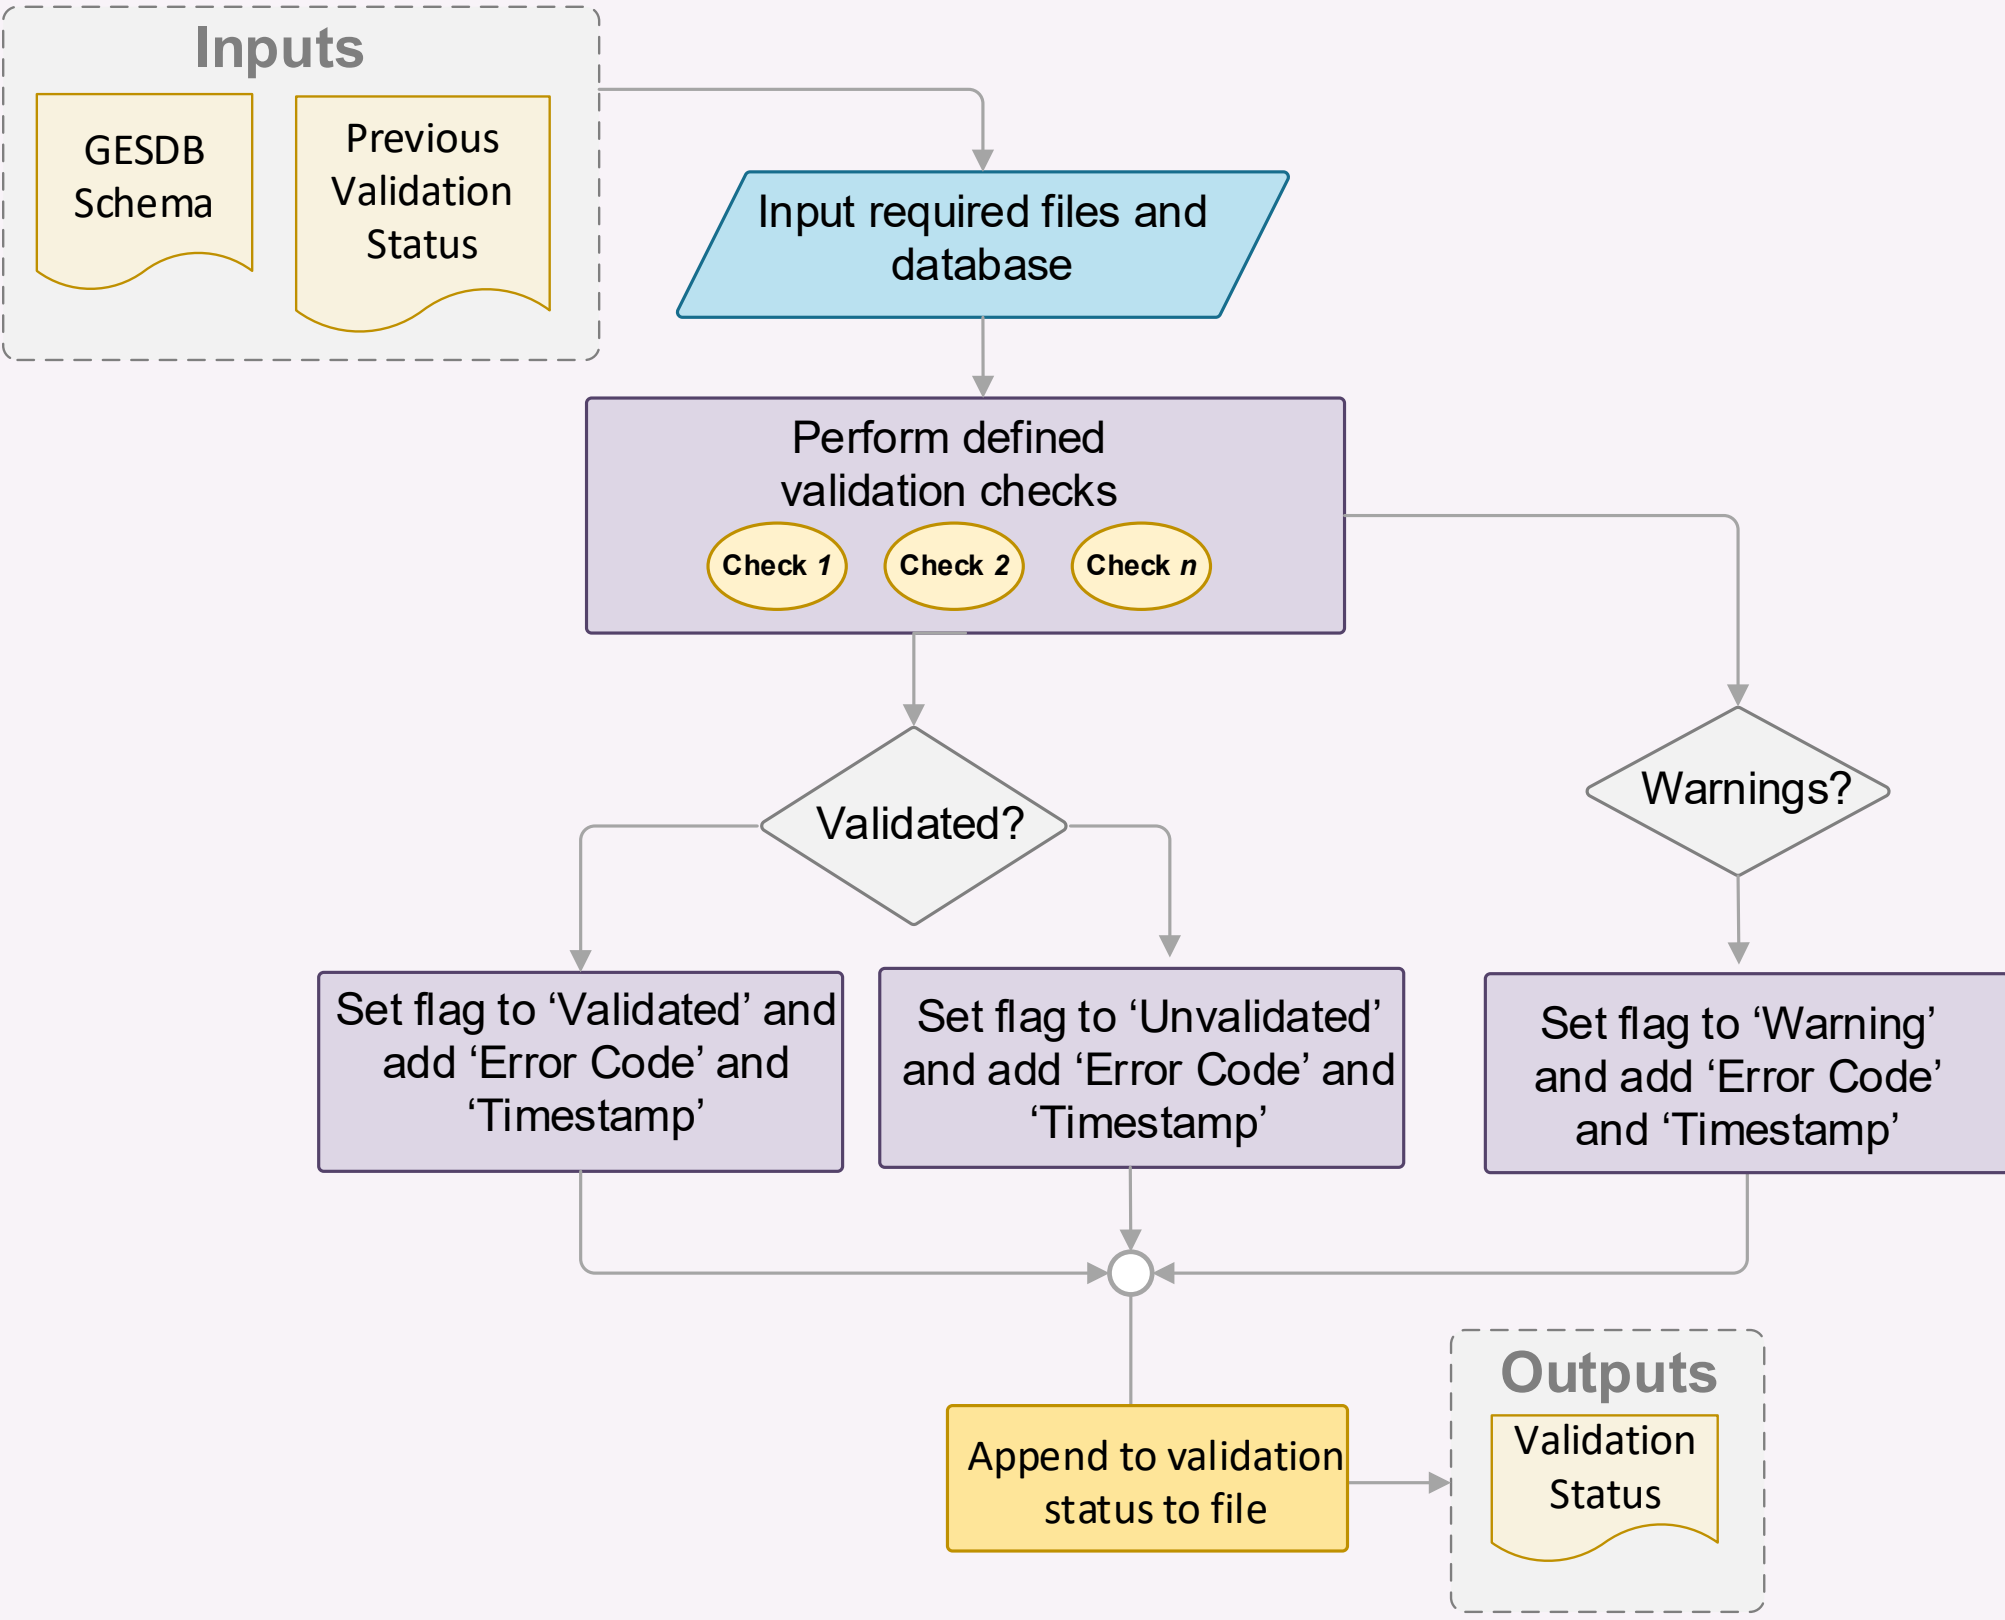 Inputs
GESDB
Schema
Previous
Validation
Status
Input required files and
database
Perform defined
validation checks
Check 1
Check 2
Check n
Validated?
Warnings?
Set flag to ‘Validated’ and
add ‘Error Code’ and
‘Timestamp’
Set flag to ‘Unvalidated’
and add ‘Error Code’ and
‘Timestamp’
Set flag to ‘Warning’
and add ‘Error Code’
and ‘Timestamp’
Append to validation
status to file
Outputs
Validation
Status